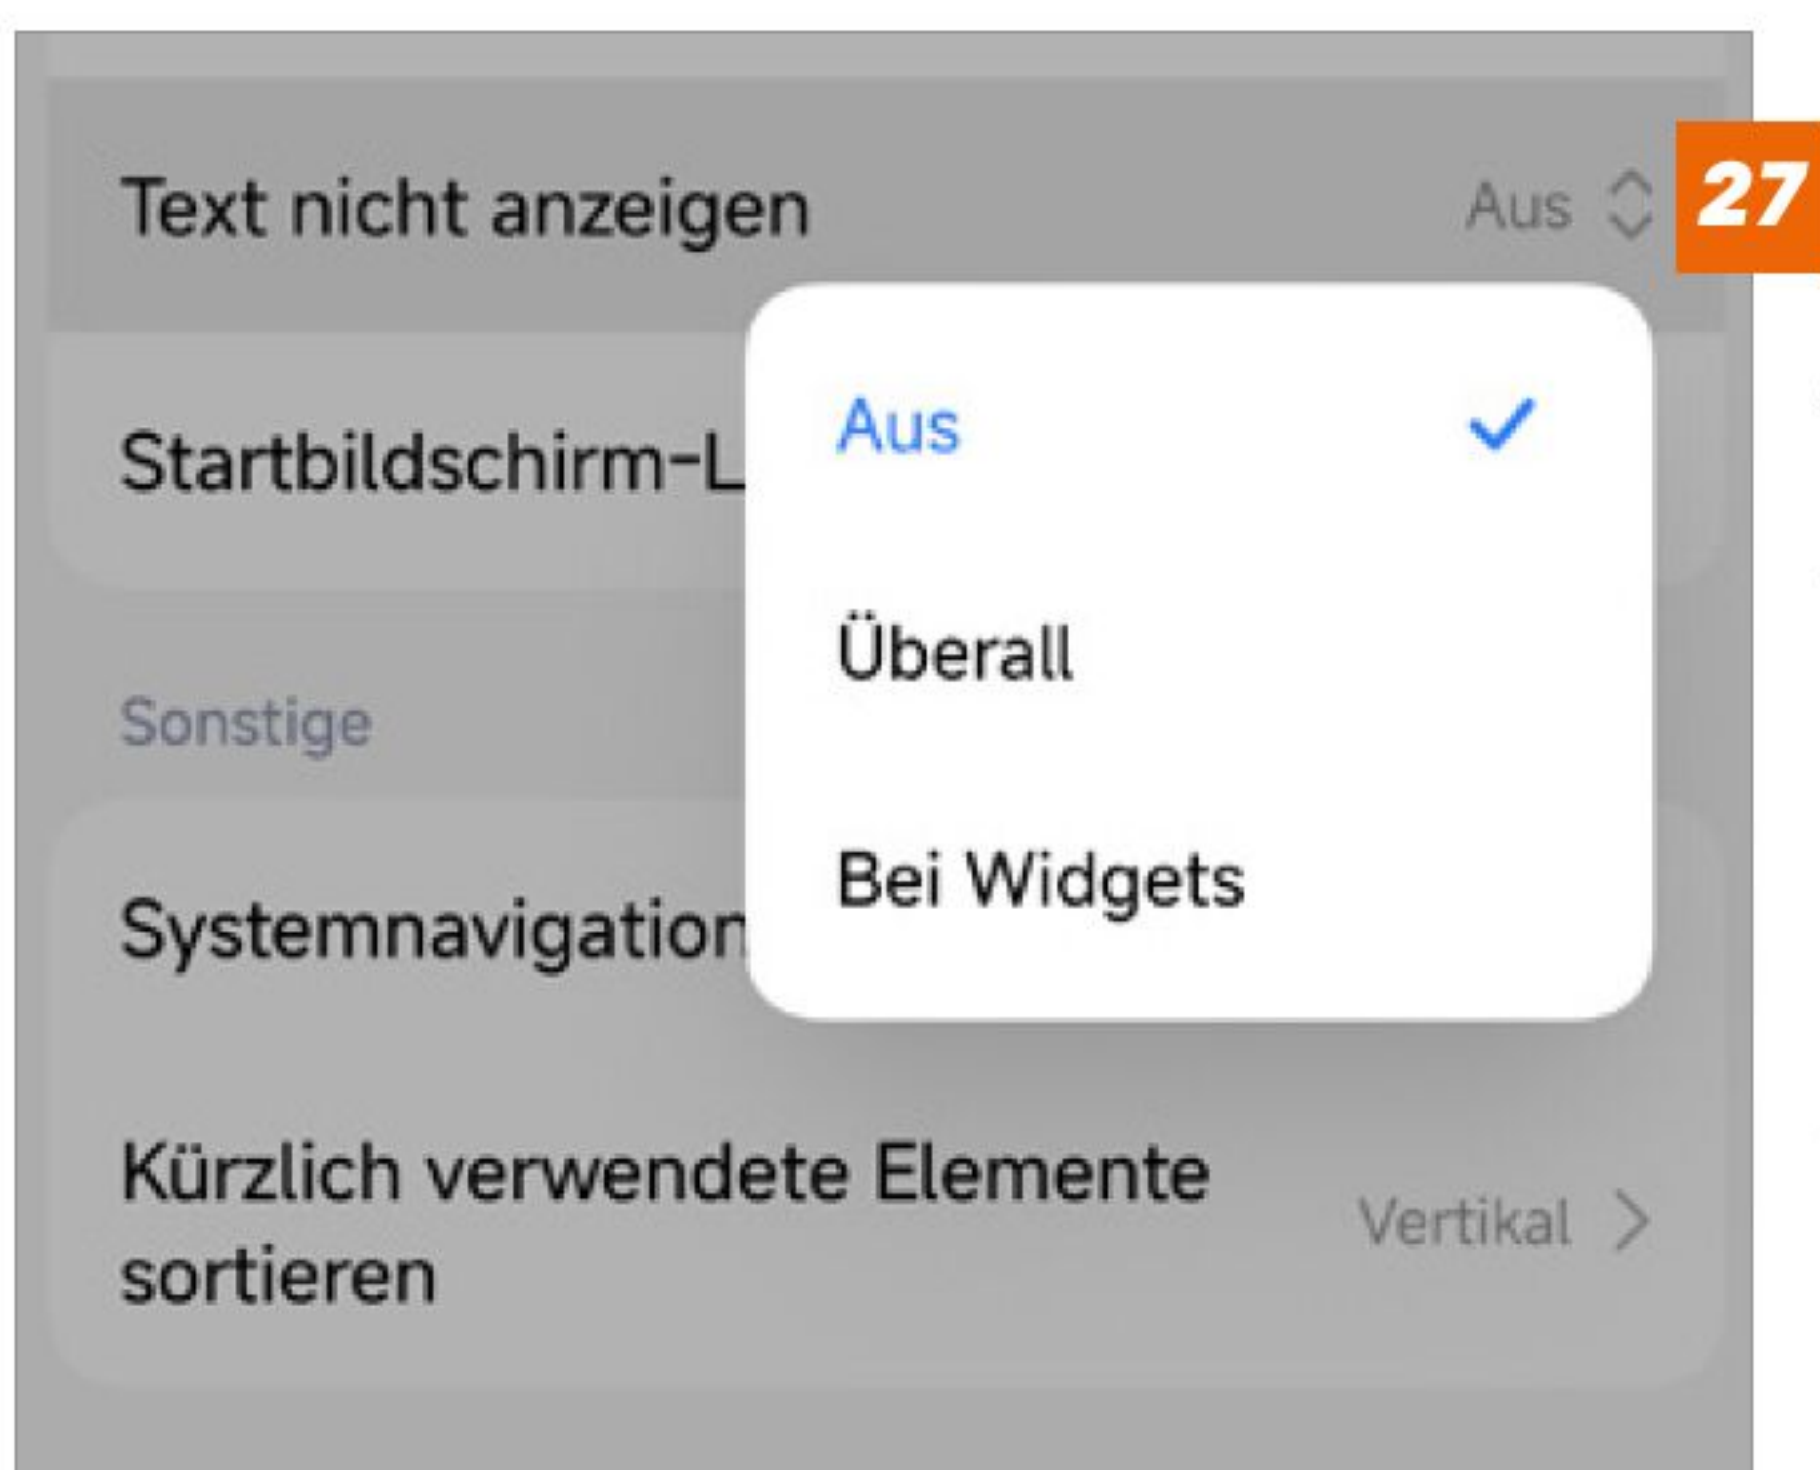 Text nicht anzeigen Aus 27
Aus
Startbildschirm-L
Überall
Sonstige
Bei Widgets
Systemnavigation
Kürzlich verwendete Elemente
sortieren
Vertikal